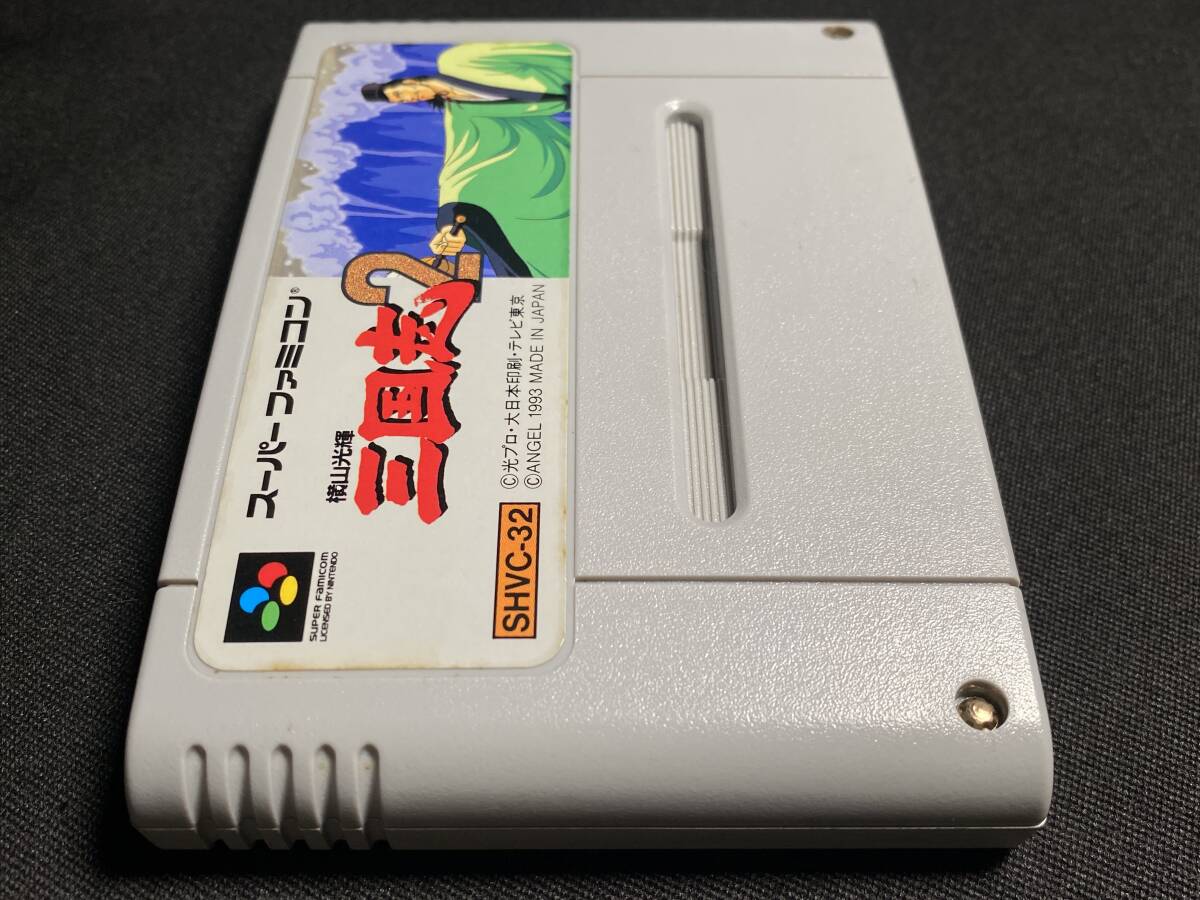 スーパーファミコン®
横山光輝
三国志2
©光プロ・大日本印刷・テレビ東京
©ANGEL 1993 MADE IN JAPAN
SUPER FAMICOM
LICENSED BY NINTENDO
SHVC-32